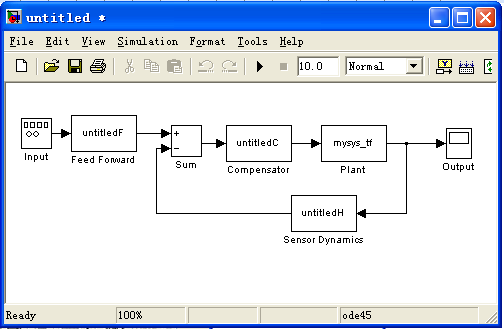 untitled *
File Edit View Simulation Format Tools Help
10.0 Normal
untitledF
+
−
untitledC
mysys_tf
Input
Feed Forward
Sum
Compensator
Plant
Output
untitledH
Sensor Dynamics
Ready 100% ode45